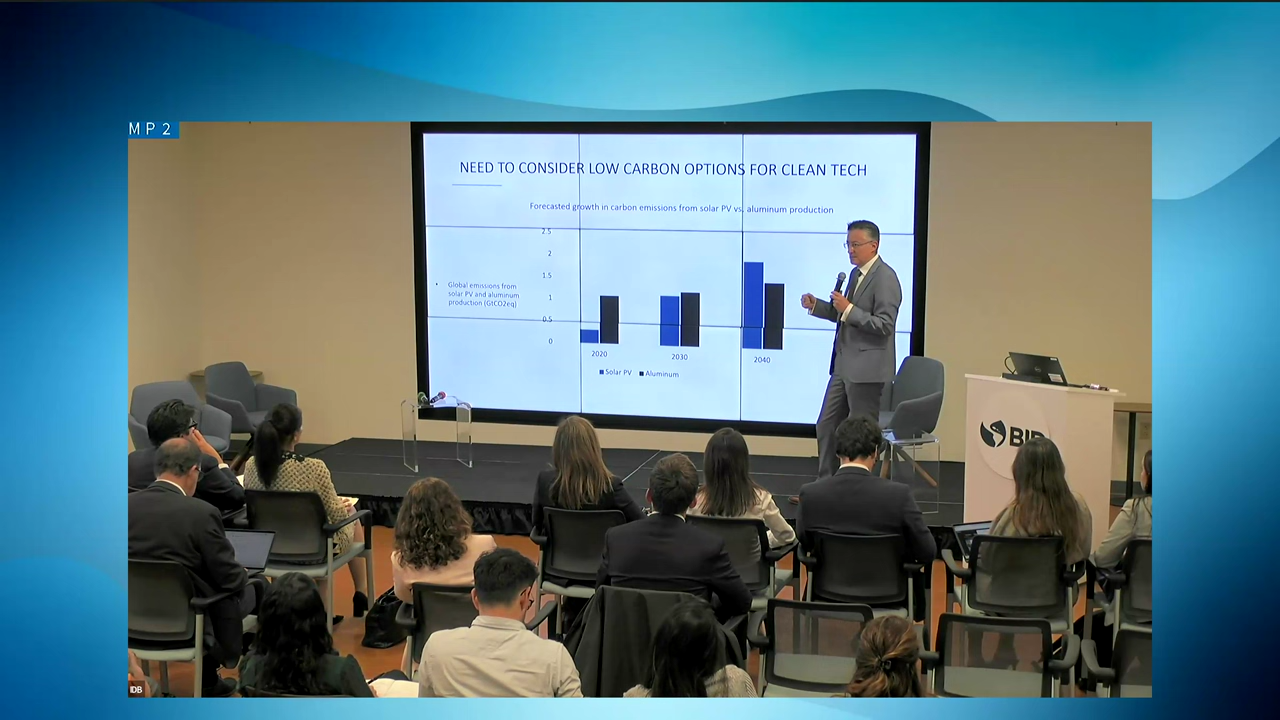 MP2
NEED TO CONSIDER LOW CARBON OPTIONS FOR CLEAN TECH
Forecasted growth in carbon emissions from solar PV vs. aluminum production
2.5
2
1.5
1
0.5
0
• Global emissions from
solar PV and aluminum
production (GtCO2eq)
2020
2030
2040
Solar PV
Aluminum
BID
IDB